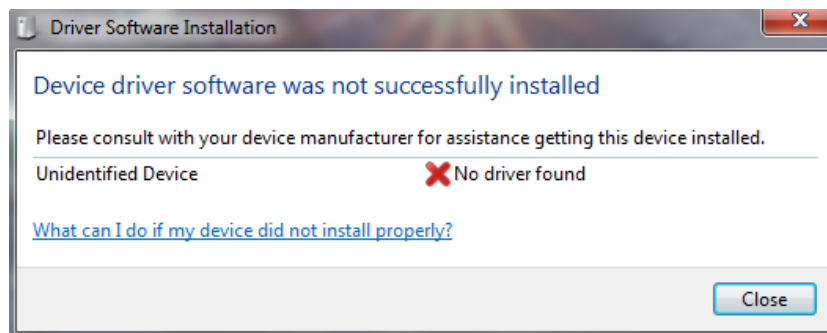 Driver Software Installation
Device driver software was not successfully installed
Please consult with your device manufacturer for assistance getting this device installed.
Unidentified Device No driver found
What can I do if my device did not install properly?
Close